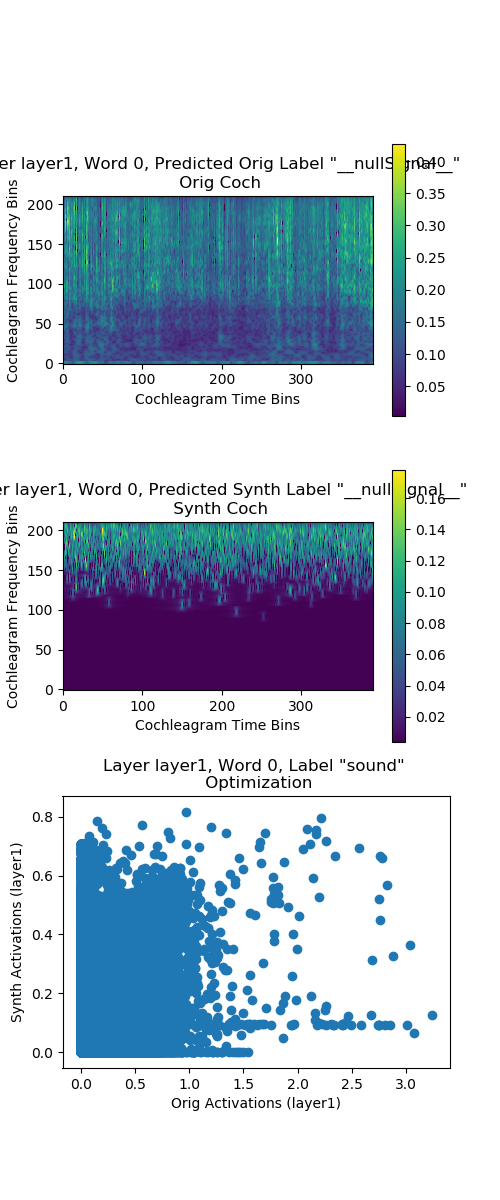 er layer1, Word 0, Predicted Orig Label "__nullSignal__"
Orig Coch
Cochleagram Frequency Bins
200
150
100
50
0
0 100 200 300
Cochleagram Time Bins
0.40
0.35
0.30
0.25
0.20
0.15
0.10
0.05
er layer1, Word 0, Predicted Synth Label "__nullSignal__"
Synth Coch
Cochleagram Frequency Bins
200
150
100
50
0
0 100 200 300
Cochleagram Time Bins
0.16
0.14
0.12
0.10
0.08
0.06
0.04
0.02
Layer layer1, Word 0, Label "sound"
Optimization
Synth Activations (layer1)
0.8
0.6
0.4
0.2
0.0
0.0 0.5 1.0 1.5 2.0 2.5 3.0
Orig Activations (layer1)